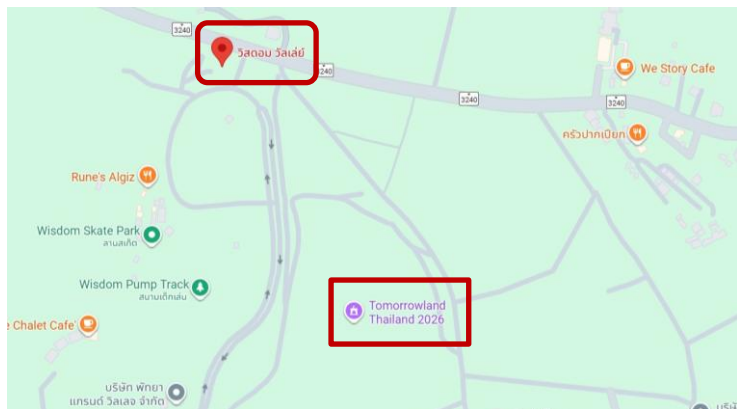 3240
วิสดอม วัลเล่ย์
3240
We Story Cafe
3240
3240
ครัวปากเปียก
Rune's Algiz
Wisdom Skate Park
ลานสเก็ต
Wisdom Pump Track
สนามเด็กเล่น
Tomorrowland
Thailand 2026
e Chalet Cafe
บริษัท พัทยา
แกรนด์ วิลเลจ จำกัด